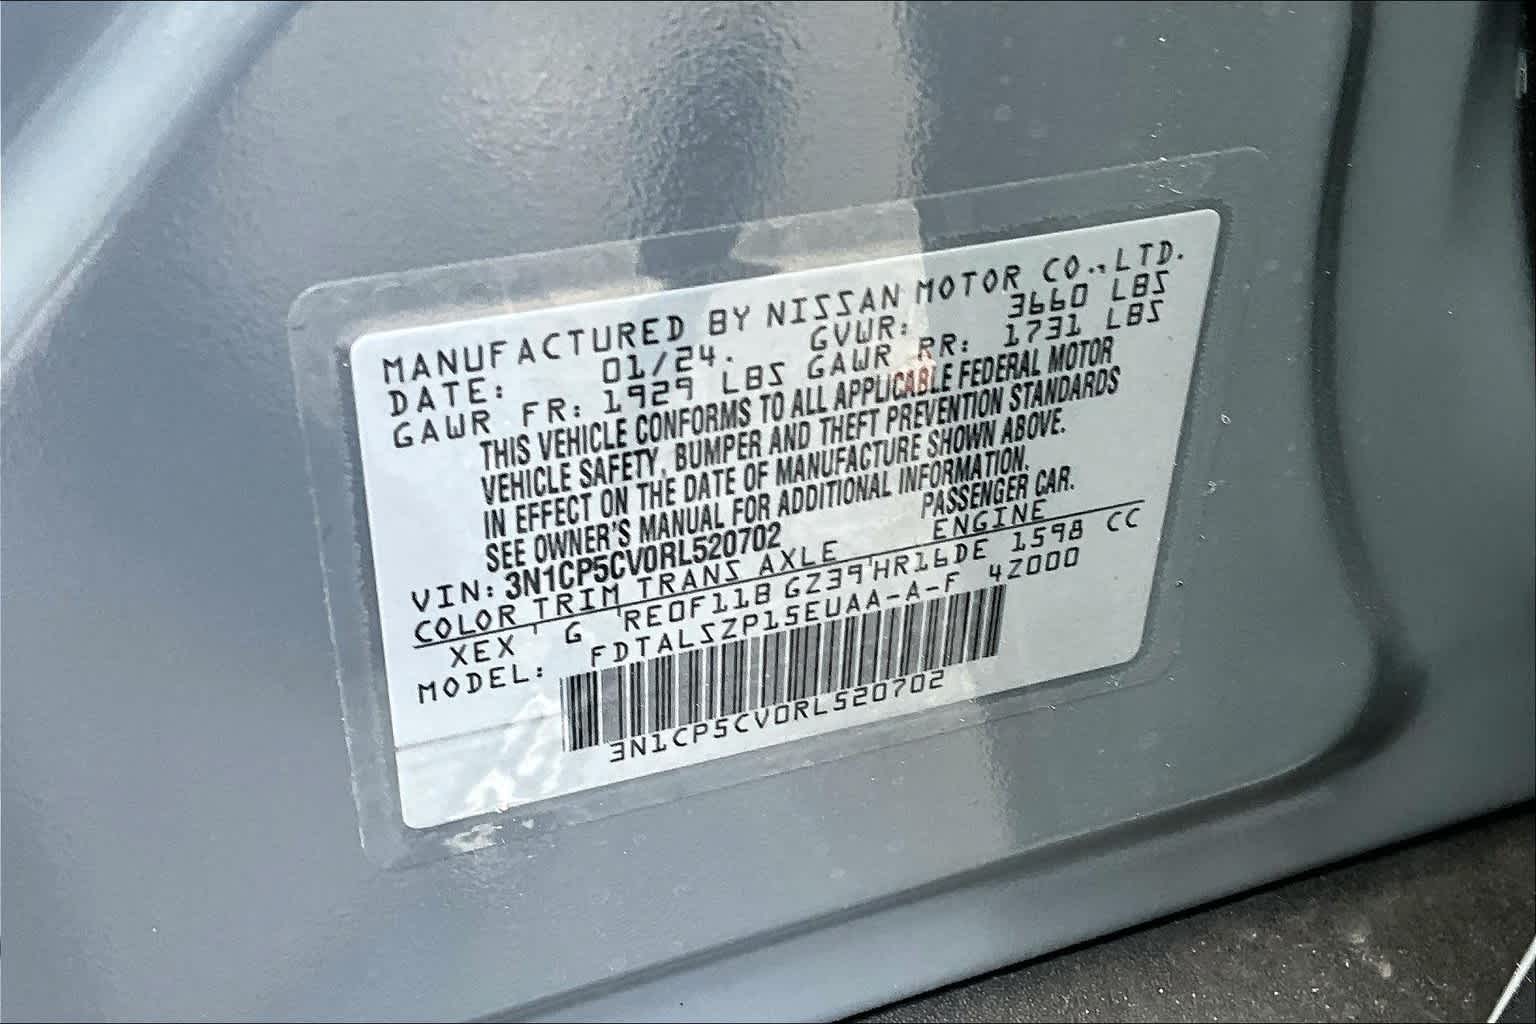 MANUFACTURED BY NISSAN MOTOR CO.,LTD.
DATE: 01/24. GVWR: 3660 LBS
GAWR FR: 1929 LBS GAWR RR: 1731 LBS
THIS VEHICLE CONFORMS TO ALL APPLICABLE FEDERAL MOTOR
VEHICLE SAFETY, BUMPER AND THEFT PREVENTION STANDARDS
IN EFFECT ON THE DATE OF MANUFACTURE SHOWN ABOVE.
SEE OWNER'S MANUAL FOR ADDITIONAL INFORMATION.
VIN: 3N1CP5CV0RL520702 PASSENGER CAR.
COLOR TRIM TRANS AXLE ENGINE
XEX G RE0F11B GZ39 HR16DE 1598 CC
MODEL: FDTALSZP15EUAA-A-F 4Z000
3N1CP5CV0RL520702